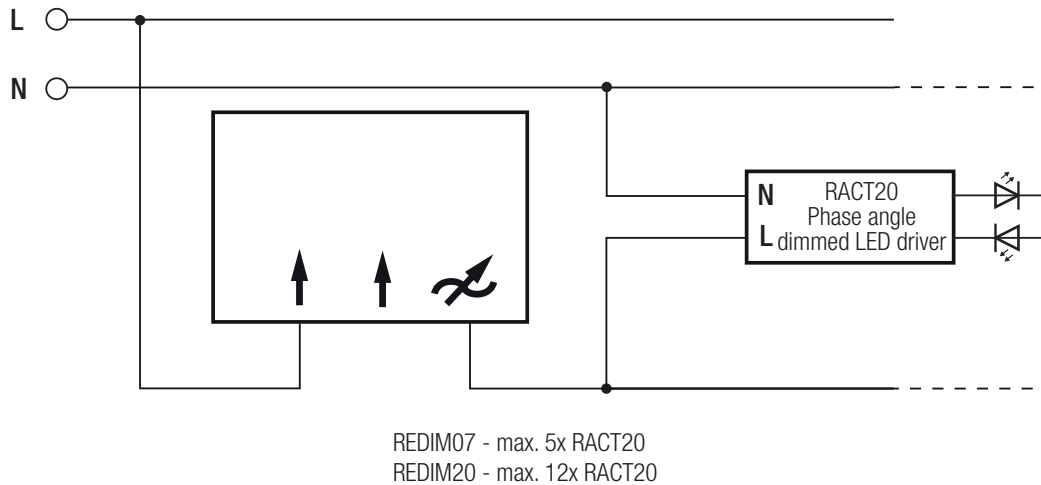 L
N
N
L
RACT20
Phase angle
dimmed LED driver
REDIM07 - max. 5x RACT20
REDIM20 - max. 12x RACT20